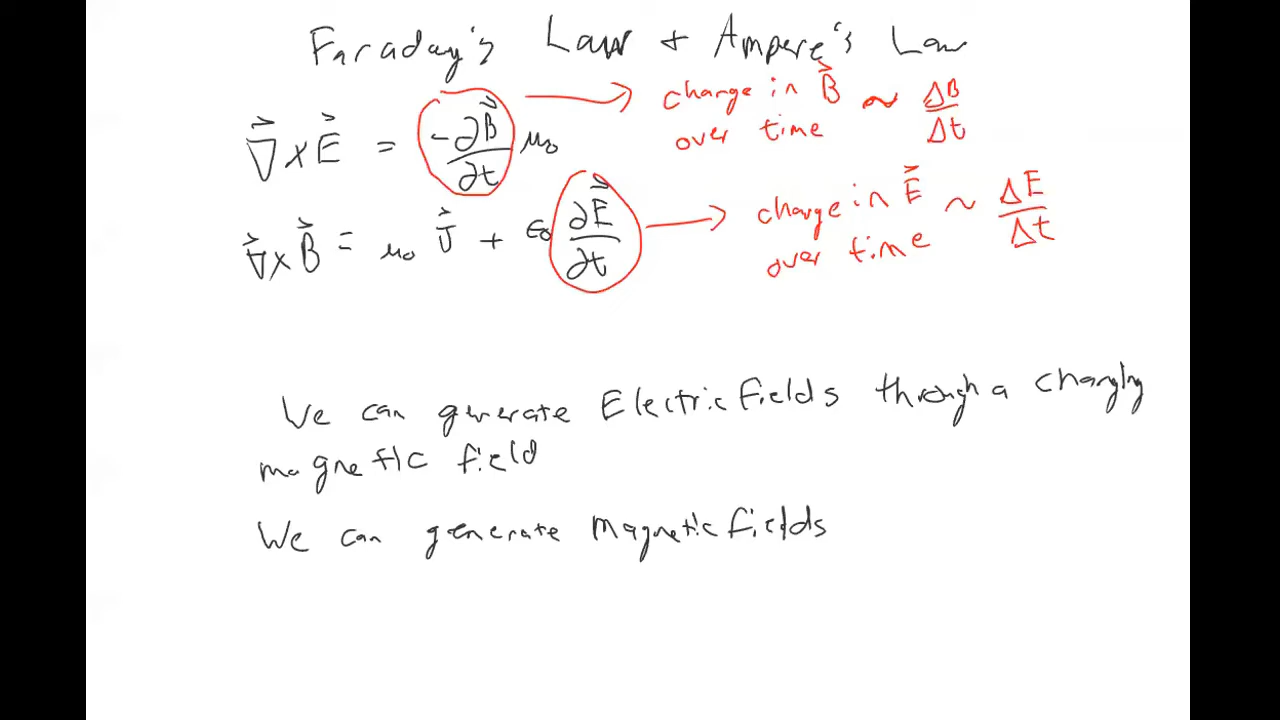 Faraday's Law + Ampere's Law
∇⃗ × E⃗ = -∂B⃗/∂t μ₀ → change in B⃗ over time ~ ΔB/Δt
∇⃗ × B⃗ = μ₀ J⃗ + ϵ₀ ∂E⃗/∂t → change in E⃗ over time ~ ΔE/Δt
We can generate Electric fields through a changing
magnetic field
We can generate magnetic fields